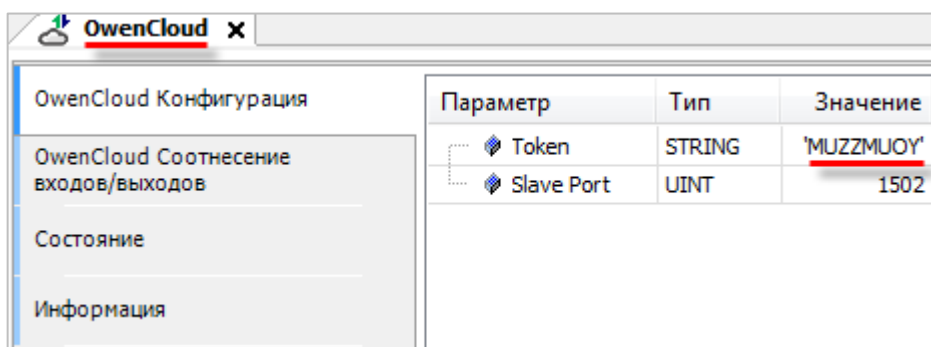 OwenCloud x
OwenCloud Конфигурация
OwenCloud Соотнесение
входов/выходов
Состояние
Информация
Параметр Тип Значение
Token STRING 'MUZZMUOY'
Slave Port UINT 1502